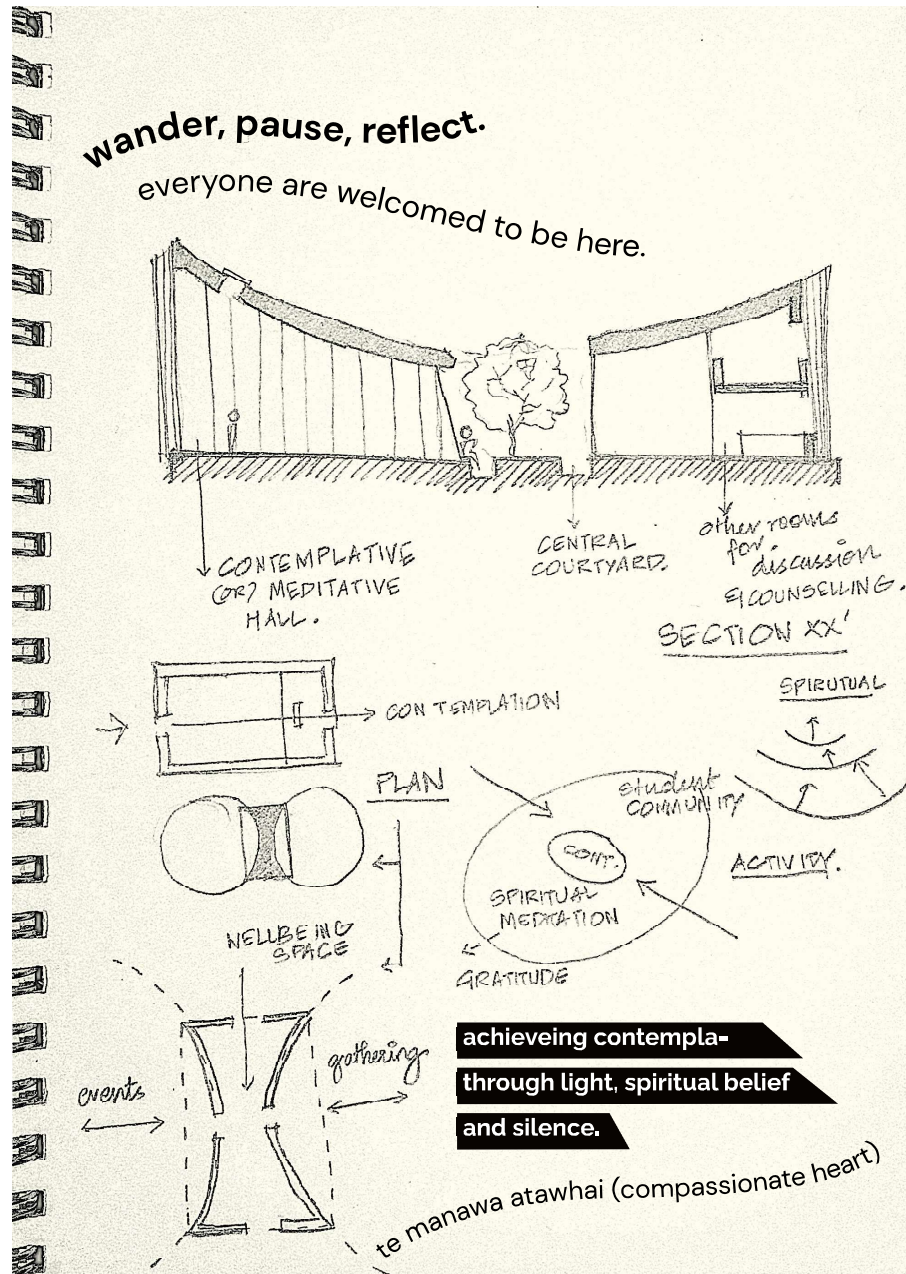 wander, pause, reflect.
everyone are welcomed to be here.
CONTEMPLATIVE
(OR) MEDITATIVE
HALL.
CENTRAL
COURTYARD.
other rooms
for
discussion
& COUNSELLING.
SECTION XX'
CONTEMPLATION
PLAN
SPIRUTUAL
student
COMMUNITY
CONT.
SPIRITUAL
MEDITATION
GRATITUDE
ACTIVITY.
WELLBEING
SPACE
events
gathering
achieveing contempla-
through light, spiritual belief
and silence.
te manawa atawhai (compassionate heart)